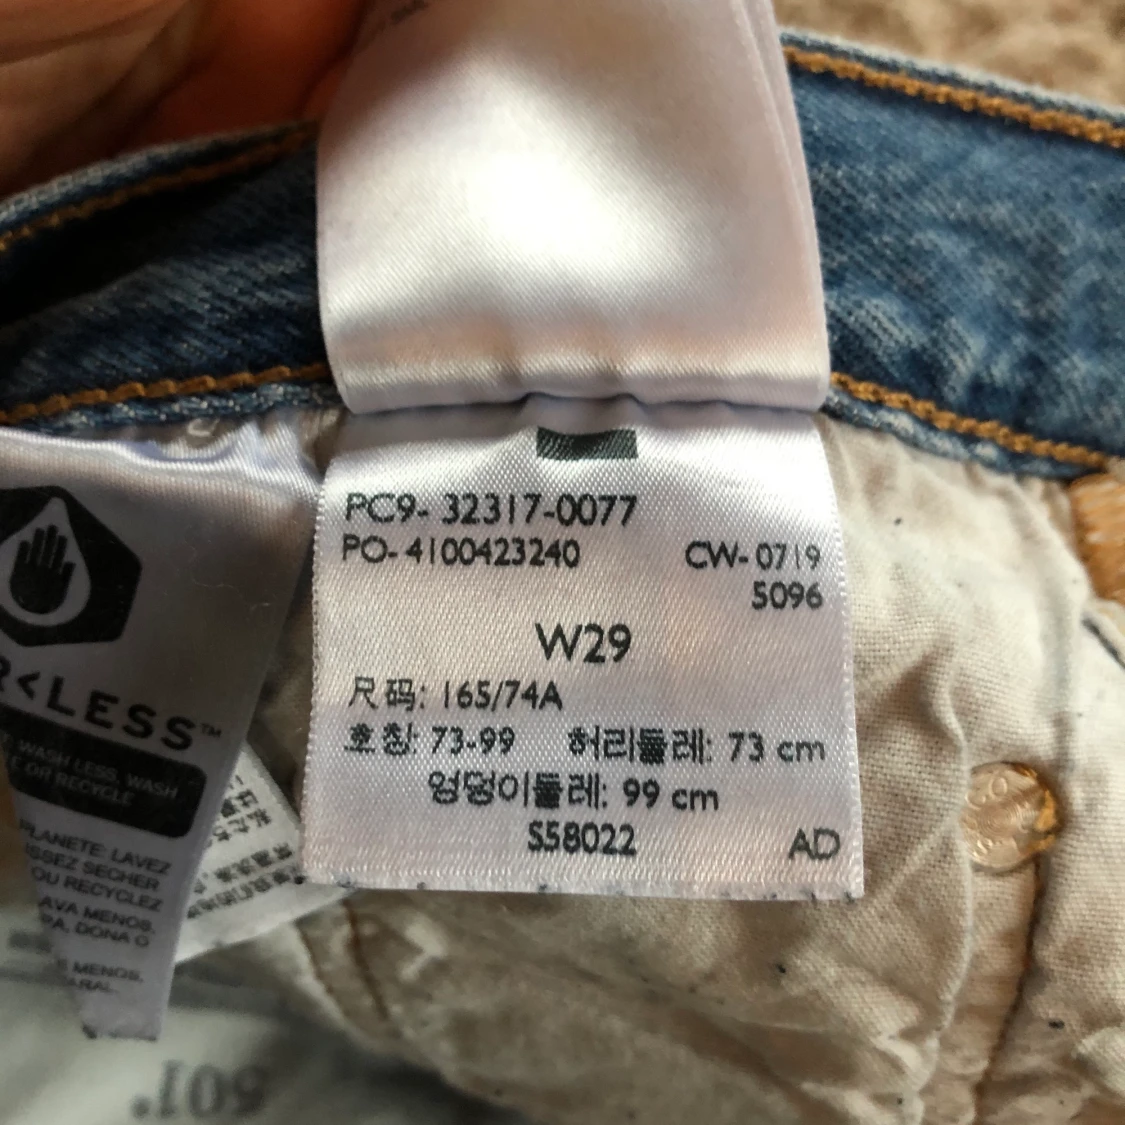 PC9- 32317-0077
PO- 4100423240 CW- 0719
5096
W29
尺码: 165/74A
호칭: 73-99 허리둘레: 73 cm
엉덩이둘레: 99 cm
S58022 AD
<LESS™
WASH LESS, WASH
OR RECYCLE
PLANETE: LAVEZ
SECHER
OU RECYCLEZ
LAVA MENOS,
DONA O
MENOS,
501®